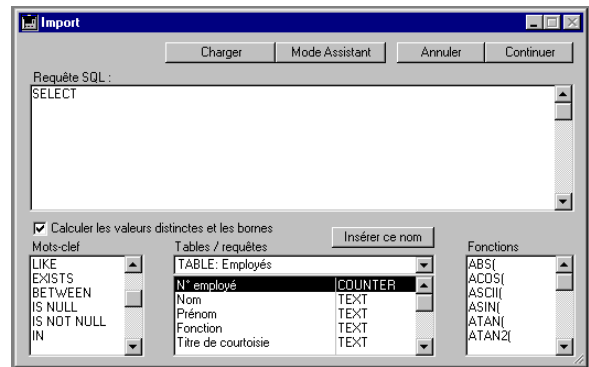 Import
Charger Mode Assistant Annuler Continuer
Requête SQL :
SELECT
Calculer les valeurs distinctes et les bornes
Insérer ce nom
Mots-clef Tables / requêtes Fonctions
LIKE
EXISTS
BETWEEN
IS NULL
IS NOT NULL
IN
TABLE: Employés
N° employé COUNTER
Nom TEXT
Prénom TEXT
Fonction TEXT
Titre de courtoisie TEXT
ABS(
ACOS(
ASCII(
ASIN(
ATAN(
ATAN2(